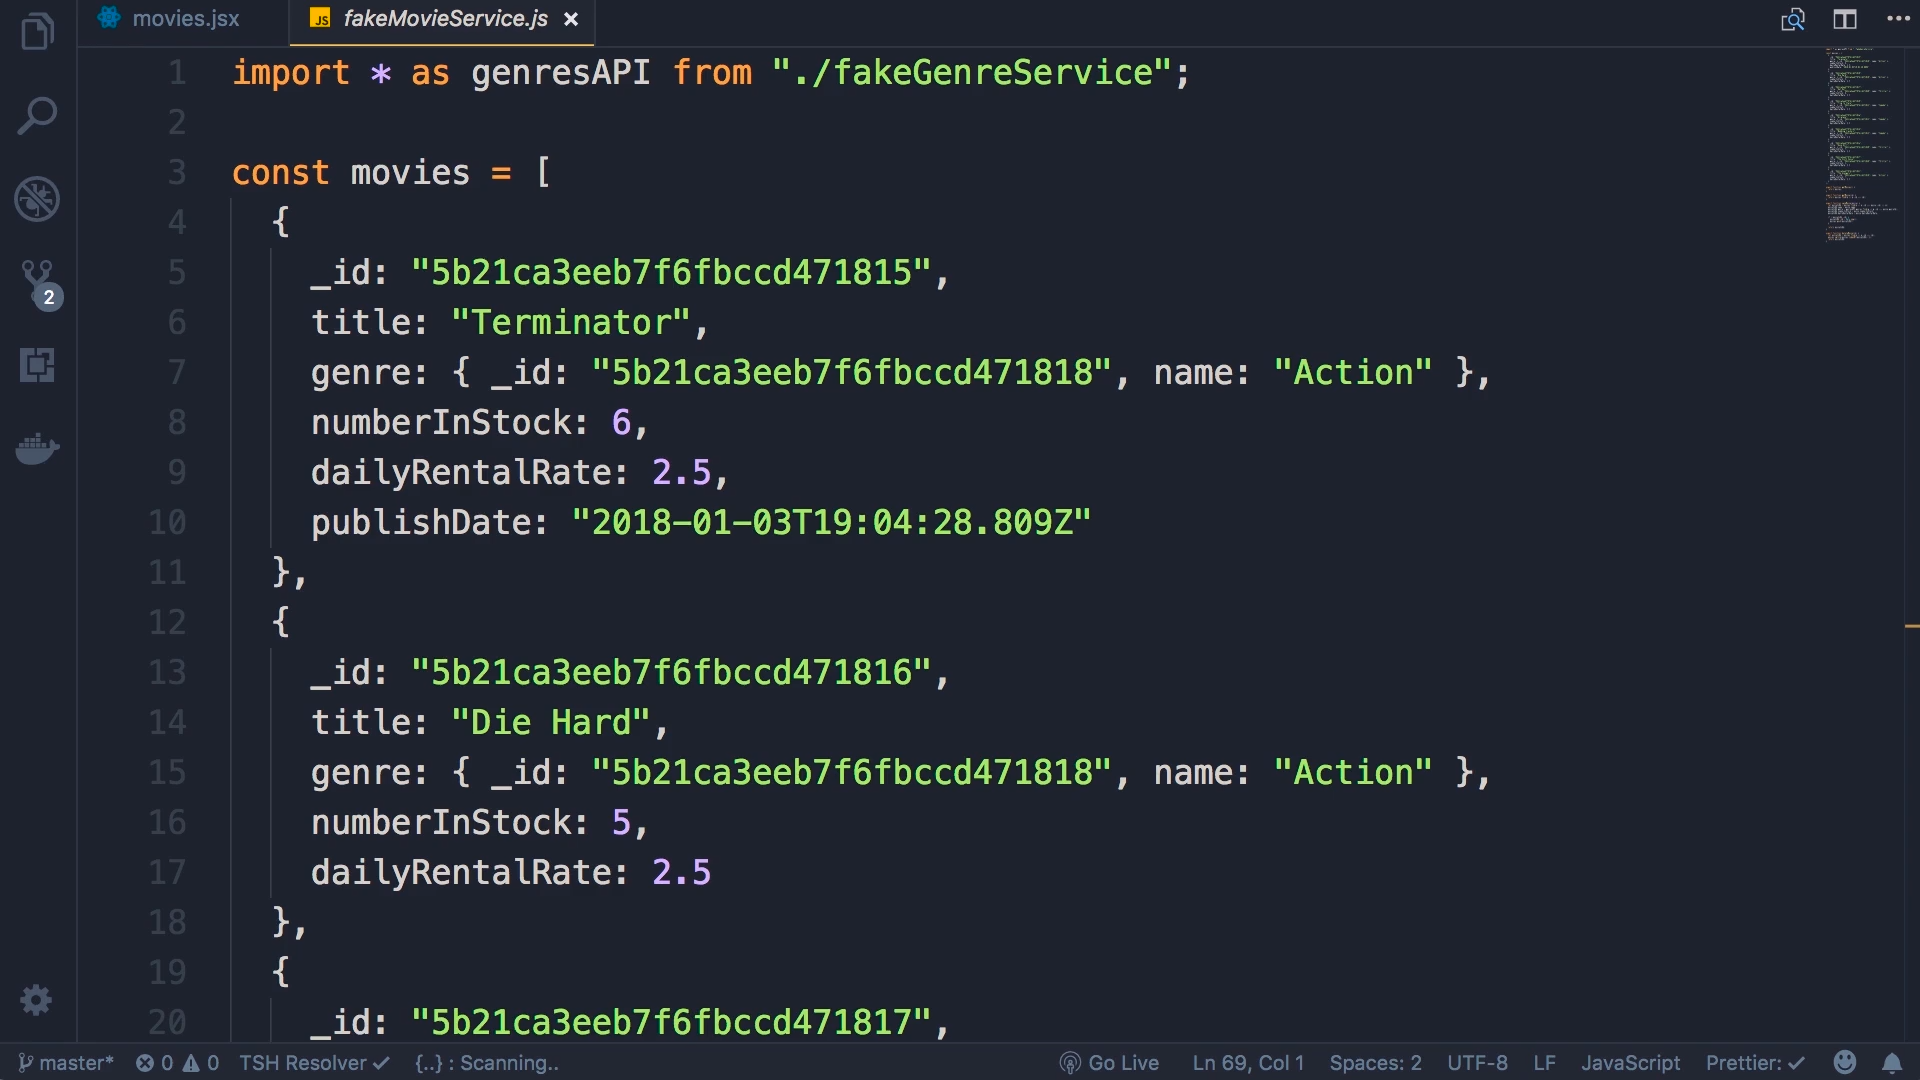 movies.jsx
JS fakeMovieService.js ×
1 import * as genresAPI from "./fakeGenreService";
2
3 const movies = [
4 {
5 _id: "5b21ca3eeb7f6fbccd471815",
6 title: "Terminator",
7 genre: { _id: "5b21ca3eeb7f6fbccd471818", name: "Action" },
8 numberInStock: 6,
9 dailyRentalRate: 2.5,
10 publishDate: "2018-01-03T19:04:28.809Z"
11 },
12 {
13 _id: "5b21ca3eeb7f6fbccd471816",
14 title: "Die Hard",
15 genre: { _id: "5b21ca3eeb7f6fbccd471818", name: "Action" },
16 numberInStock: 5,
17 dailyRentalRate: 2.5
18 },
19 {
20 _id: "5b21ca3eeb7f6fbccd471817",
2
master* 0 0 TSH Resolver ✓ {..} : Scanning.. Go Live Ln 69, Col 1 Spaces: 2 UTF-8 LF JavaScript Prettier: ✓